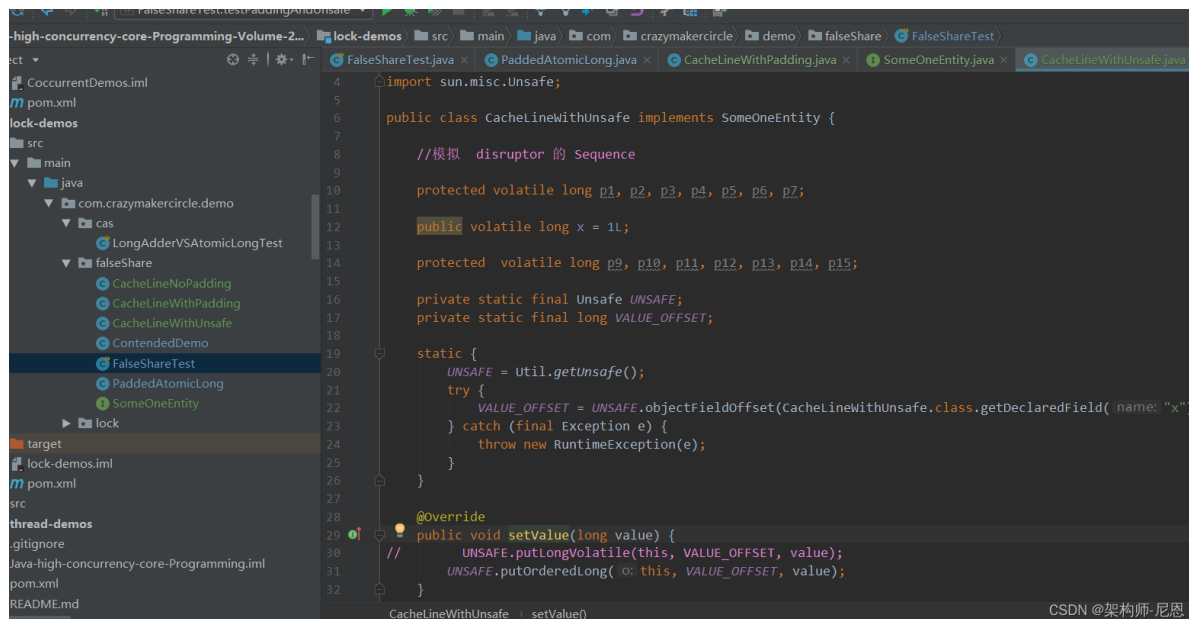 FalseShareTest.testPaddingAndUnsafe
-high-concurrency-core-Programming-Volume-2... lock-demos src main java com crazymakercircle demo falseShare FalseShareTest
ect
FalseShareTest.java × PaddedAtomicLong.java × CacheLineWithPadding.java × SomeOneEntity.java × CacheLineWithUnsafe.java
CoccurrentDemos.iml
pom.xml
lock-demos
src
main
java
com.crazymakercircle.demo
cas
LongAdderVSAtomicLongTest
falseShare
CacheLineNoPadding
CacheLineWithPadding
CacheLineWithUnsafe
ContendedDemo
FalseShareTest
PaddedAtomicLong
SomeOneEntity
lock
target
lock-demos.iml
pom.xml
src
thread-demos
.gitignore
Java-high-concurrency-core-Programming.iml
pom.xml
README.md
4 import sun.misc.Unsafe;
5
6 public class CacheLineWithUnsafe implements SomeOneEntity {
7
8 //模拟 disruptor 的 Sequence
9
10 protected volatile long p1, p2, p3, p4, p5, p6, p7;
11
12 public volatile long x = 1L;
13
14 protected volatile long p9, p10, p11, p12, p13, p14, p15;
15
16 private static final Unsafe UNSAFE;
17 private static final long VALUE_OFFSET;
18
19 static {
20 UNSAFE = Util.getUnsafe();
21 try {
22 VALUE_OFFSET = UNSAFE.objectFieldOffset(CacheLineWithUnsafe.class.getDeclaredField( name: "x")
23 } catch (final Exception e) {
24 throw new RuntimeException(e);
25 }
26 }
27
28 @Override
29 public void setValue(long value) {
30 // UNSAFE.putLongVolatile(this, VALUE_OFFSET, value);
31 UNSAFE.putOrderedLong( o: this, VALUE_OFFSET, value);
32 }
CacheLineWithUnsafe › setValue()
CSDN @架构师-尼恩